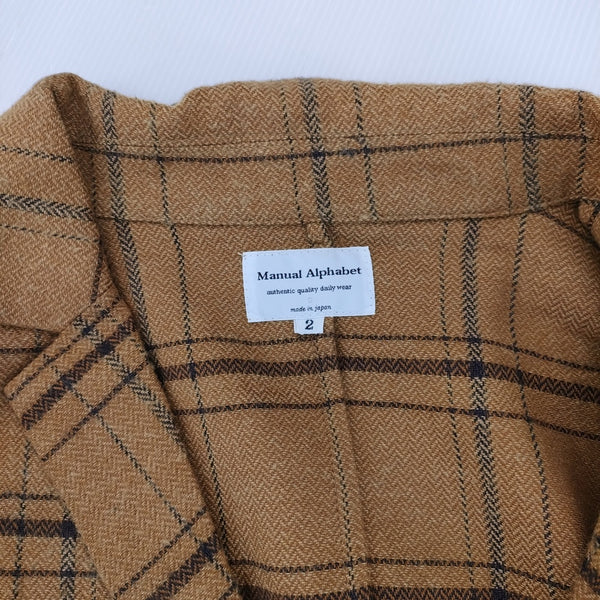 Manual Alphabet
authentic quality daily wear
made in japan
2